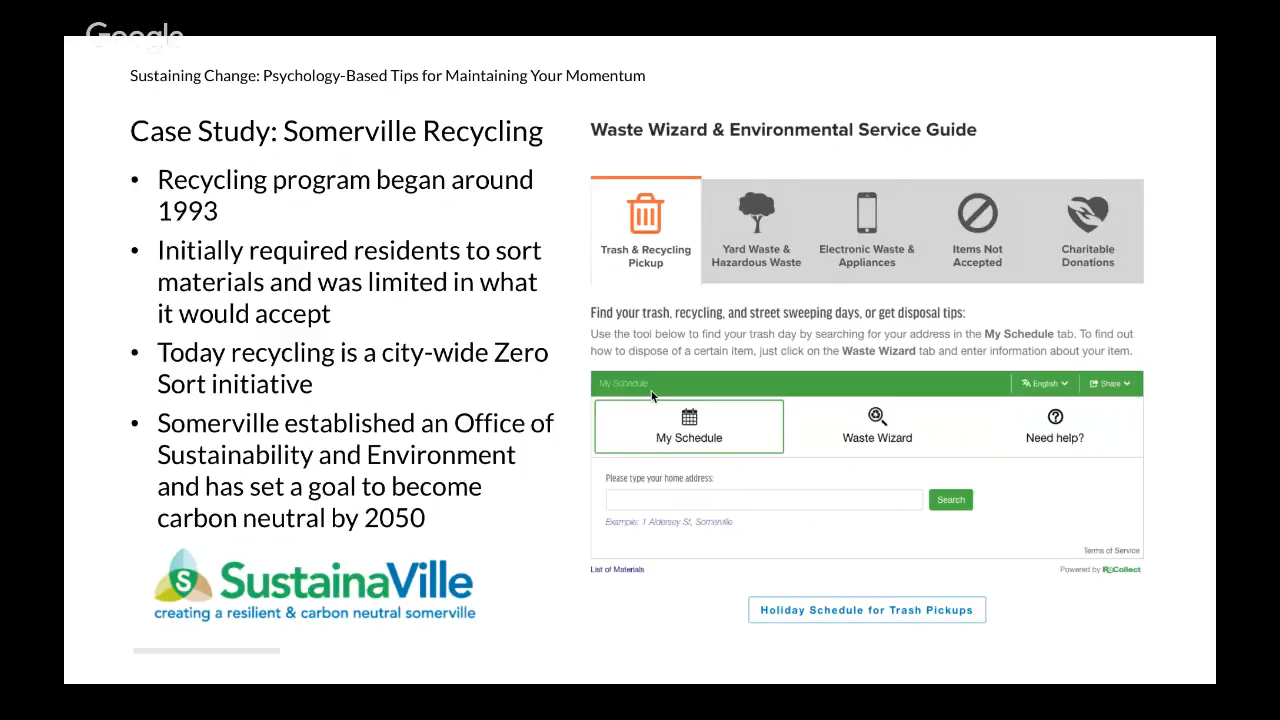 Google
Sustaining Change: Psychology-Based Tips for Maintaining Your Momentum
Case Study: Somerville Recycling
• Recycling program began around
1993
• Initially required residents to sort
materials and was limited in what
it would accept
• Today recycling is a city-wide Zero
Sort initiative
• Somerville established an Office of
Sustainability and Environment
and has set a goal to become
carbon neutral by 2050
S
SustainaVille
creating a resilient & carbon neutral somerville
Waste Wizard & Environmental Service Guide
Trash & Recycling
Pickup
Yard Waste &
Hazardous Waste
Electronic Waste &
Appliances
Items Not
Accepted
Charitable
Donations
Find your trash, recycling, and street sweeping days, or get disposal tips:
Use the tool below to find your trash day by searching for your address in the My Schedule tab. To find out
how to dispose of a certain item, just click on the Waste Wizard tab and enter information about your item.
My Schedule
English
Share
My Schedule
Waste Wizard
Need help?
Please type your home address:
Search
Example: 1 Aldersey St, Somerville
Terms of Service
List of Materials
Powered by ReCollect
Holiday Schedule for Trash Pickups